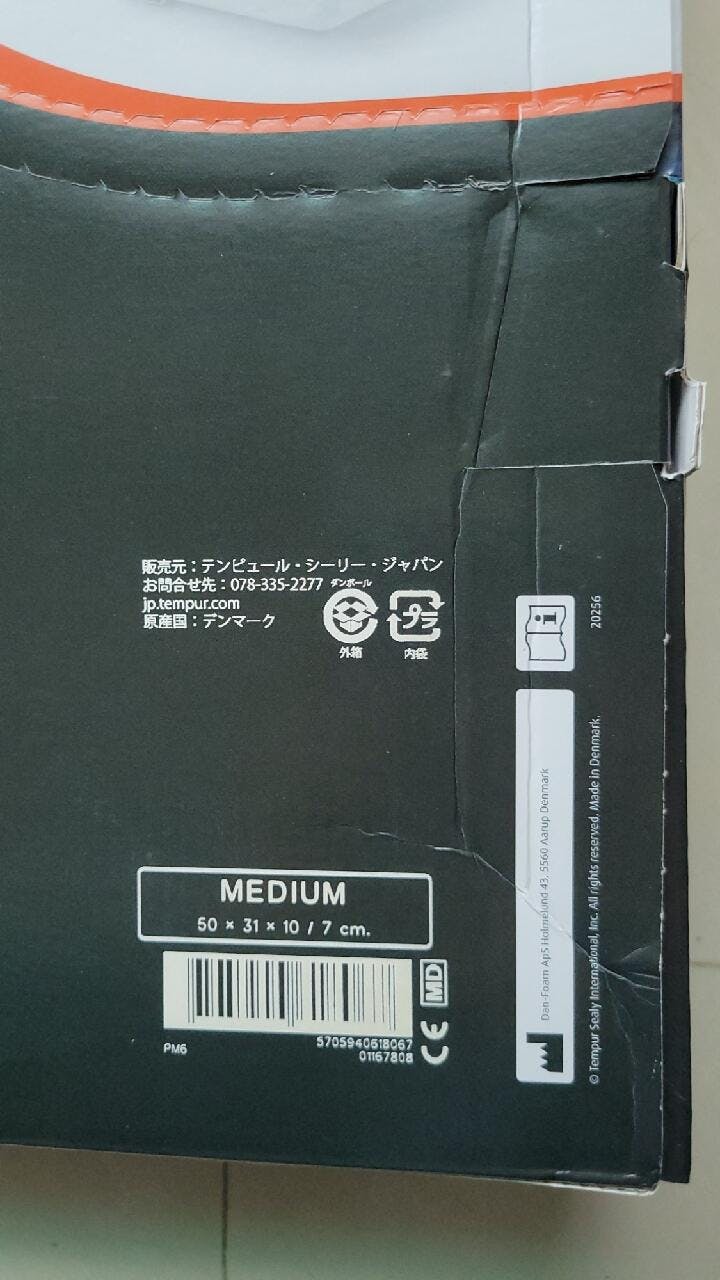 販売元：テンピュール・シーリー・ジャパン
お問合せ先：078-335-2277
jp.tempur.com
原産国：デンマーク
ダンボール
外箱
プラ
内袋
MEDIUM
50 × 31 × 10 / 7 cm.
PM6
5705940618067
01167808
CE
MD
i
20256
Dan-Foam ApS Holmelund 43, 5560 Aarup Denmark
© Tempur Sealy International, Inc. All rights reserved. Made in Denmark.